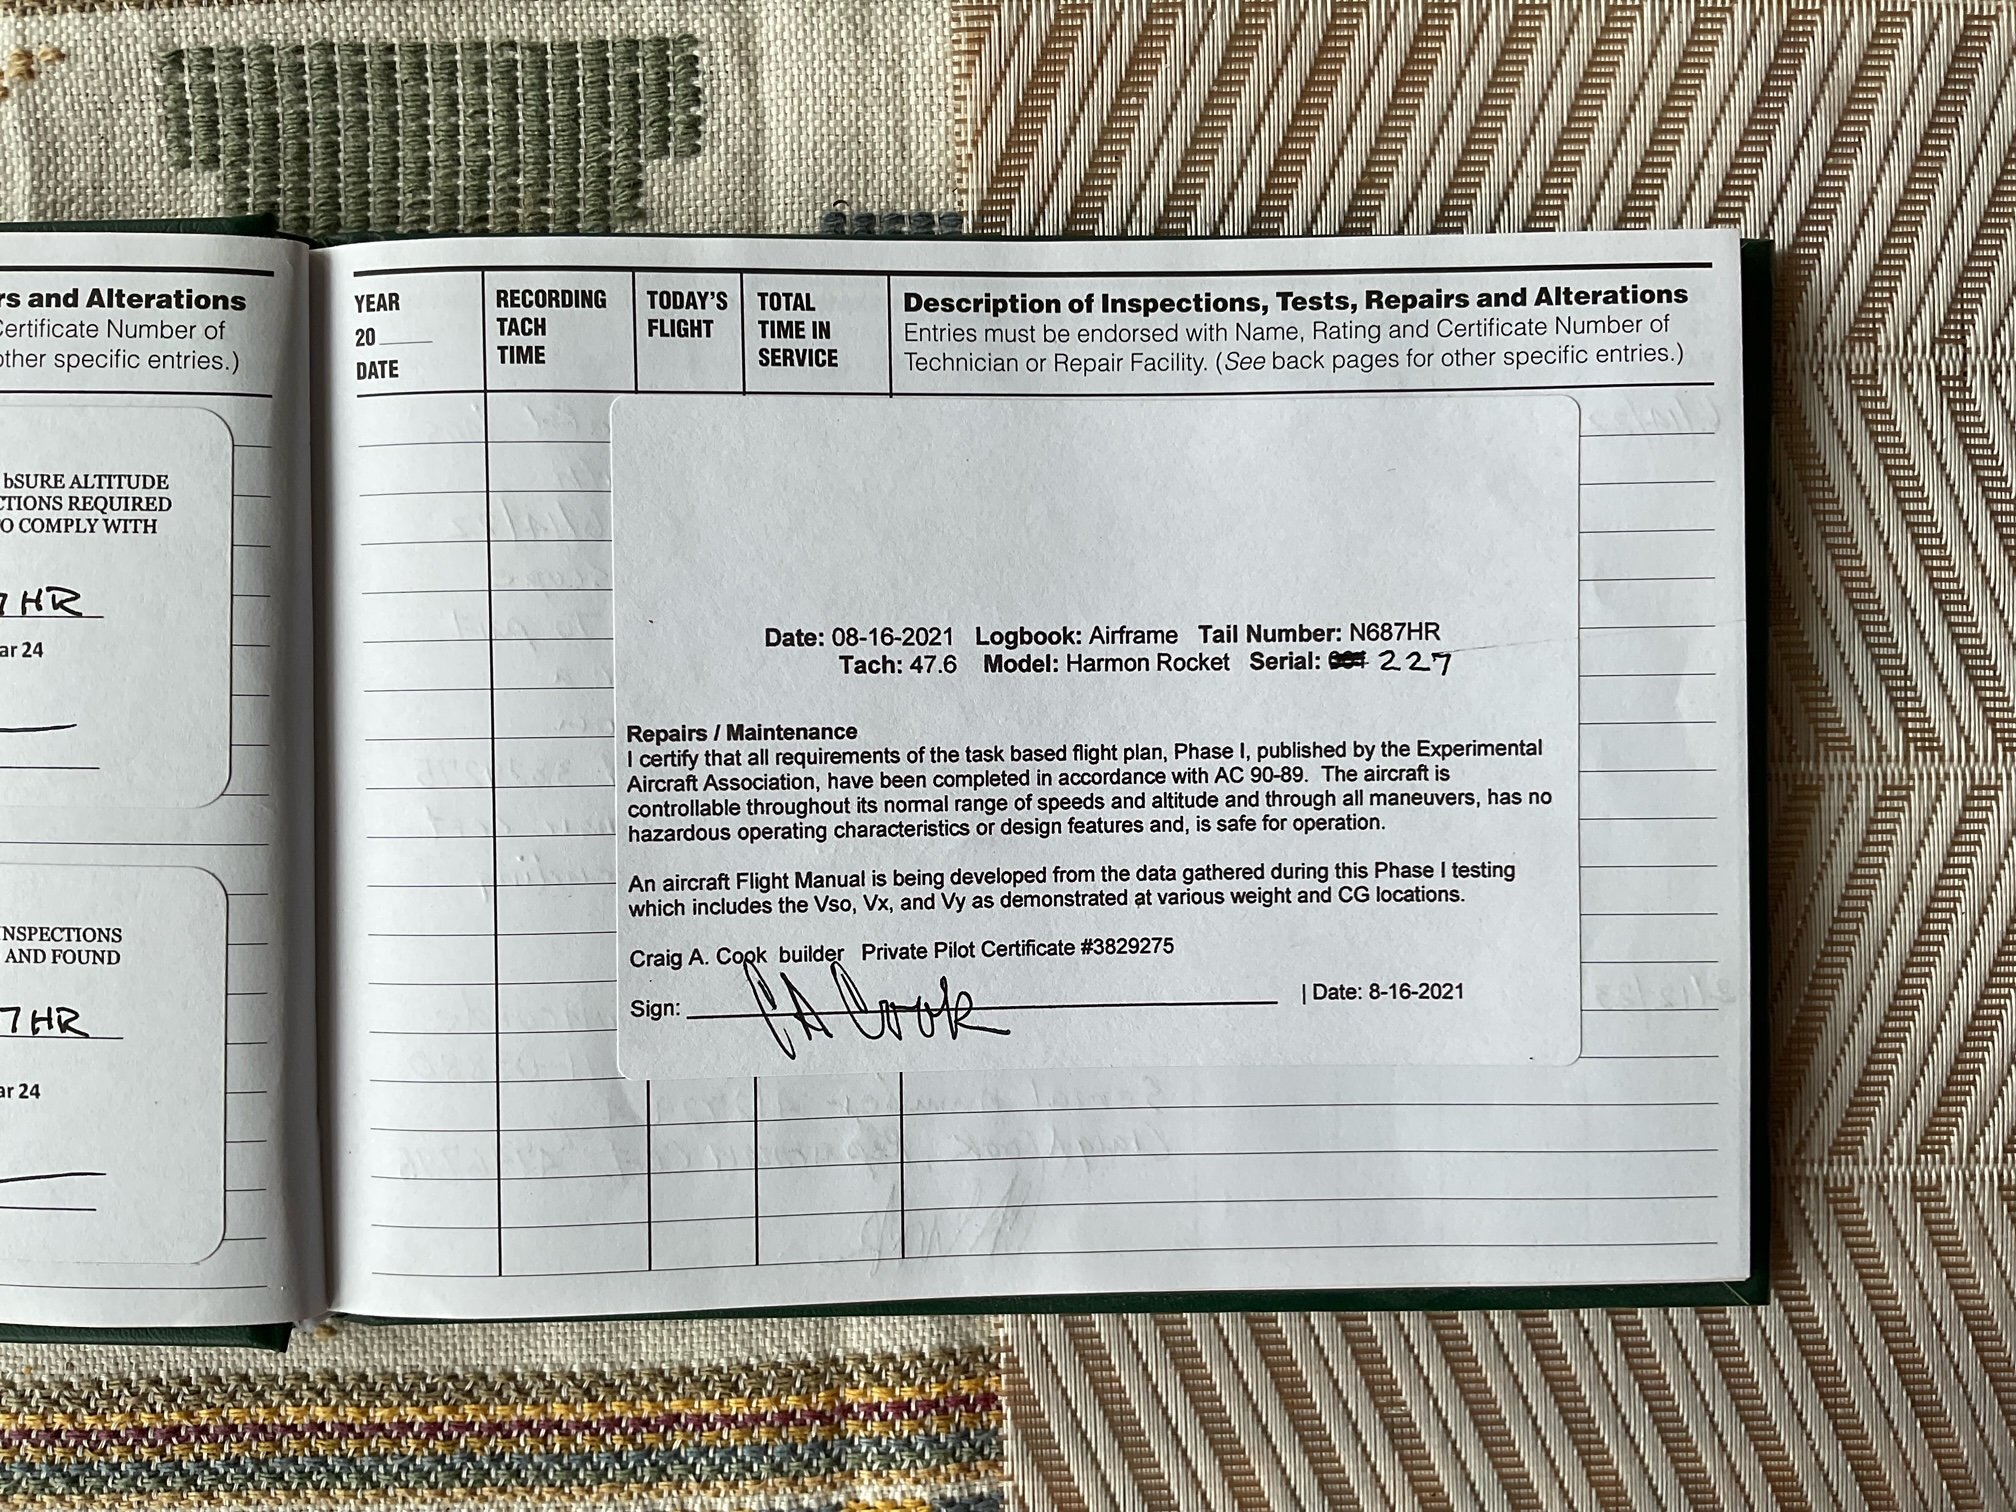 rs and Alterations
Certificate Number of
other specific entries.)
bSURE ALTITUDE
CTIONS REQUIRED
O COMPLY WITH
7 HR
ar 24
INSPECTIONS
AND FOUND
7 HR
ar 24
YEAR
20
DATE
RECORDING
TACH
TIME
TODAY'S
FLIGHT
TOTAL
TIME IN
SERVICE
Description of Inspections, Tests, Repairs and Alterations
Entries must be endorsed with Name, Rating and Certificate Number of
Technician or Repair Facility. (See back pages for other specific entries.)
Date: 08-16-2021 Logbook: Airframe Tail Number: N687HR
Tach: 47.6 Model: Harmon Rocket Serial: 227
Repairs / Maintenance
I certify that all requirements of the task based flight plan, Phase I, published by the Experimental
Aircraft Association, have been completed in accordance with AC 90-89. The aircraft is
controllable throughout its normal range of speeds and altitude and through all maneuvers, has no
hazardous operating characteristics or design features and, is safe for operation.
An aircraft Flight Manual is being developed from the data gathered during this Phase I testing
which includes the Vso, Vx, and Vy as demonstrated at various weight and CG locations.
Craig A. Cook builder Private Pilot Certificate #3829275
Sign: CA Cook | Date: 8-16-2021